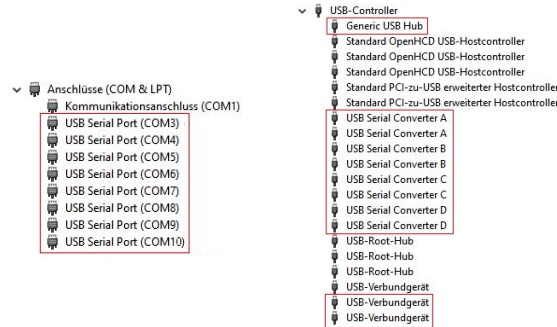 Anschlüsse (COM & LPT)
Kommunikationsanschluss (COM1)
USB Serial Port (COM3)
USB Serial Port (COM4)
USB Serial Port (COM5)
USB Serial Port (COM6)
USB Serial Port (COM7)
USB Serial Port (COM8)
USB Serial Port (COM9)
USB Serial Port (COM10)
USB-Controller
Generic USB Hub
Standard OpenHCD USB-Hostcontroller
Standard OpenHCD USB-Hostcontroller
Standard OpenHCD USB-Hostcontroller
Standard PCI-zu-USB erweiterter Hostcontroller
Standard PCI-zu-USB erweiterter Hostcontroller
USB Serial Converter A
USB Serial Converter A
USB Serial Converter B
USB Serial Converter B
USB Serial Converter C
USB Serial Converter C
USB Serial Converter D
USB Serial Converter D
USB-Root-Hub
USB-Root-Hub
USB-Root-Hub
USB-Verbundgerät
USB-Verbundgerät
USB-Verbundgerät